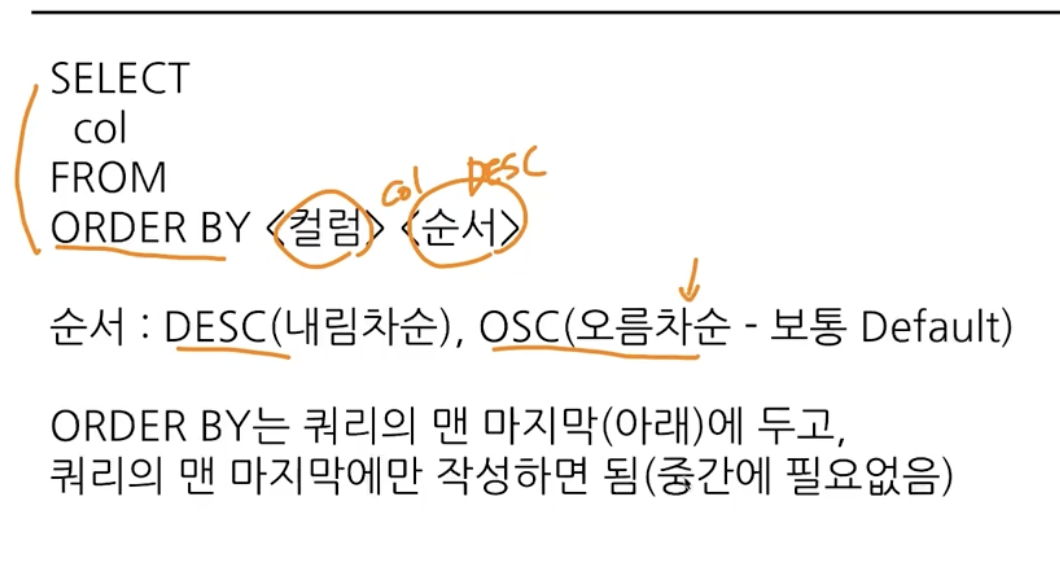 SELECT
col
FROM
col DESC
ORDER BY <컬럼> <순서>
순서 : DESC(내림차순), OSC(오름차순 - 보통 Default)
ORDER BY는 쿼리의 맨 마지막(아래)에 두고,
쿼리의 맨 마지막에만 작성하면 됨(중간에 필요없음)